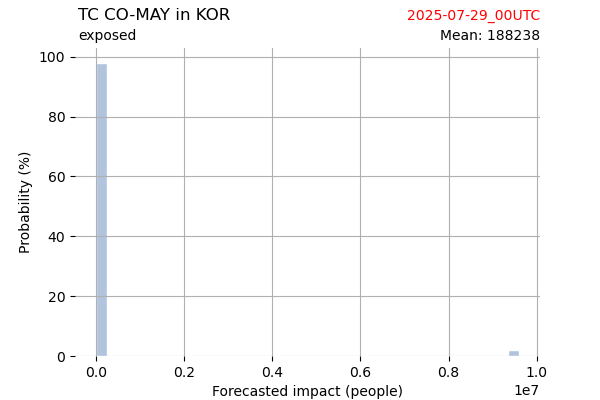 TC CO-MAY in KOR
2025-07-29_00UTC
exposed
Mean: 188238
100
80
60
40
20
0
Probability (%)
0.0 0.2 0.4 0.6 0.8 1.0
1e7
Forecasted impact (people)